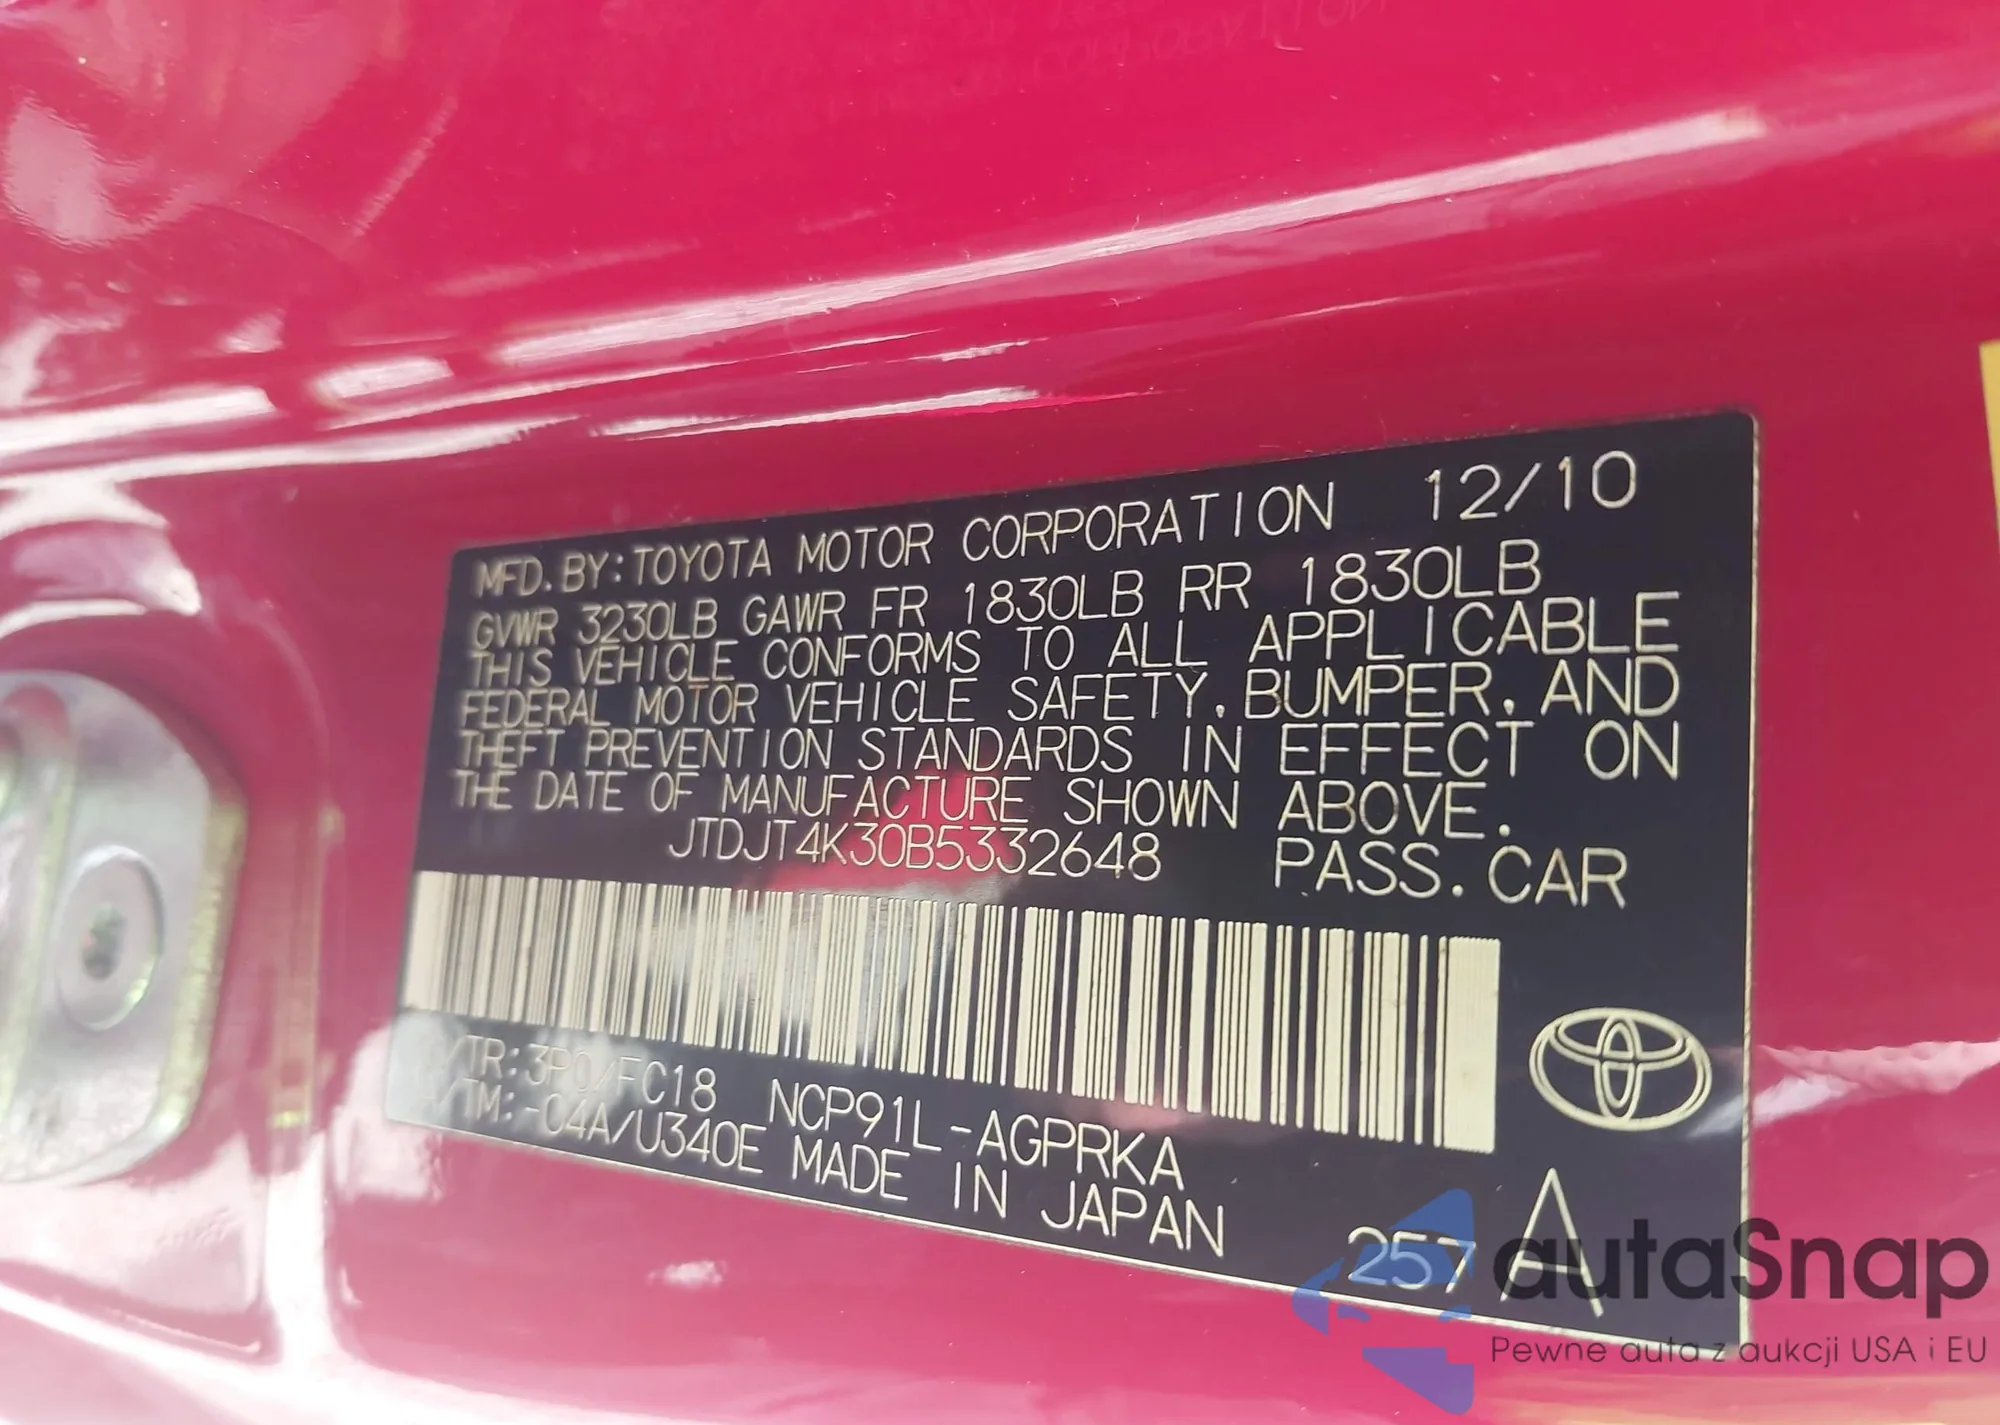 MFD. BY: TOYOTA MOTOR CORPORATION 12/10
GVWR 3230LB GAWR FR 1830LB RR 1830LB
THIS VEHICLE CONFORMS TO ALL APPLICABLE
FEDERAL MOTOR VEHICLE SAFETY, BUMPER, AND
THEFT PREVENTION STANDARDS IN EFFECT ON
THE DATE OF MANUFACTURE SHOWN ABOVE.
JTDJT4K30B5332648 PASS. CAR
/TR: 3P0/FC18 NCP91L-AGPRKA
/TM: -C4A/U340E MADE IN JAPAN
257 A
autaSnap
Pewne auta z aukcji USA i EU